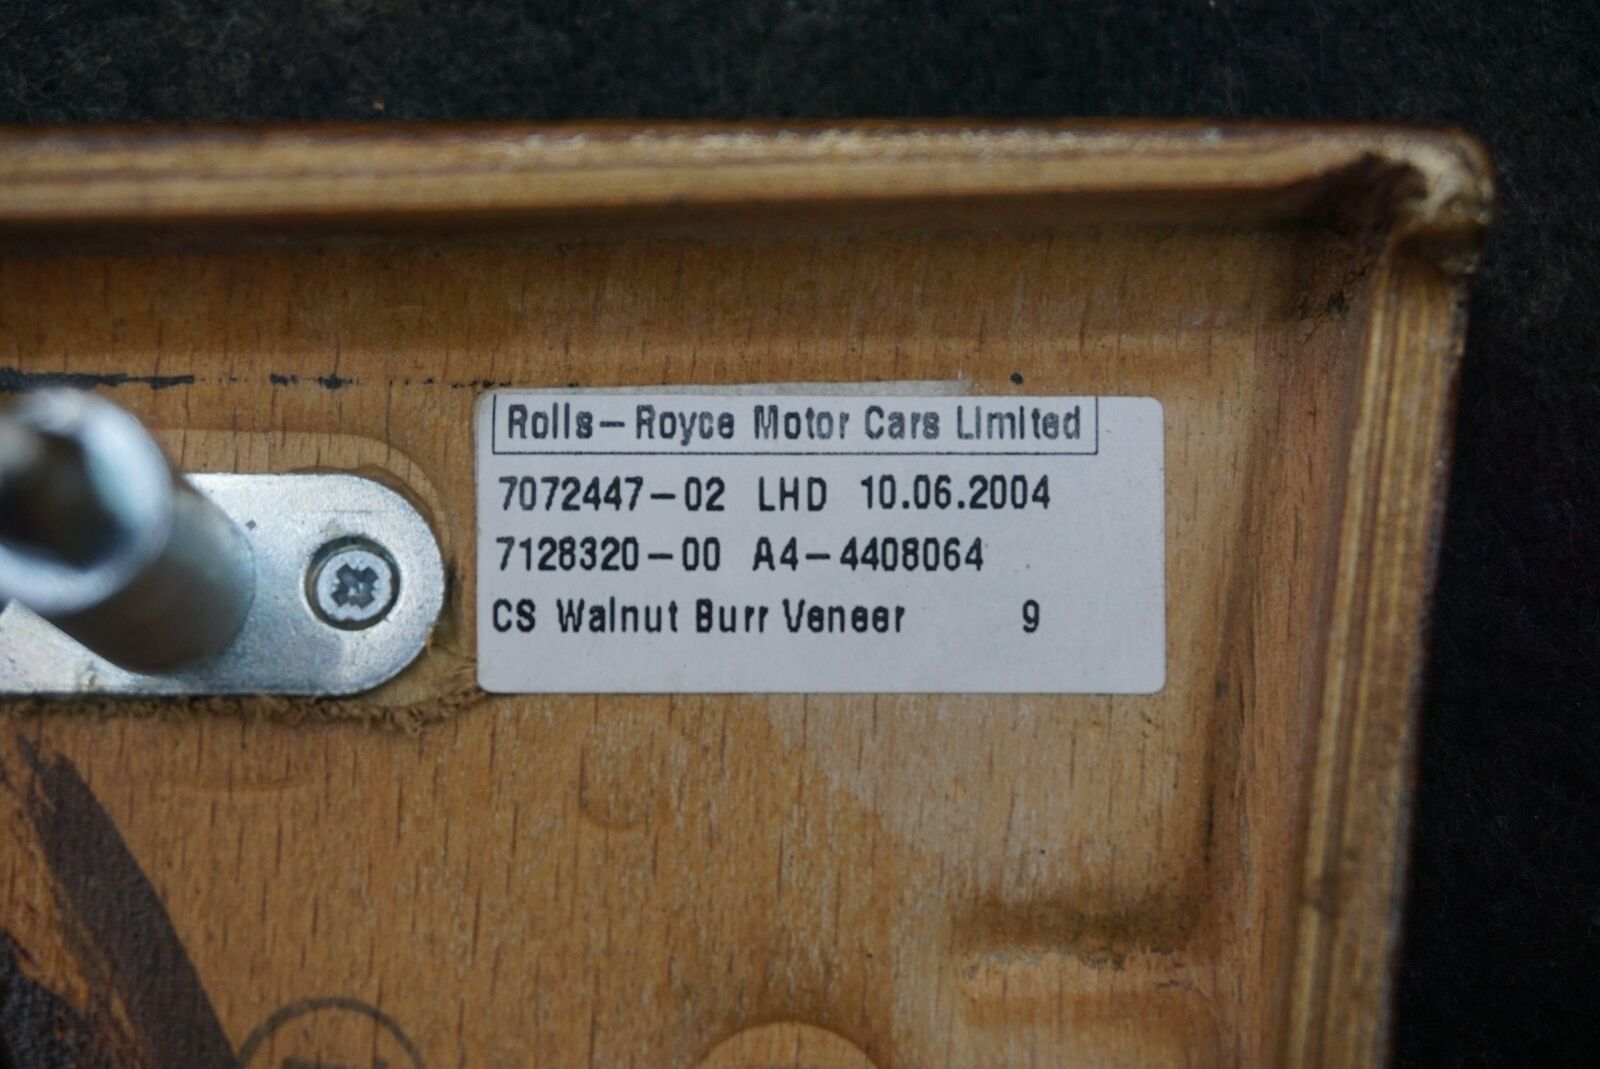 Rolls-Royce Motor Cars Limited
7072447-02 LHD 10.06.2004
7128320-00 A4-4408064
CS Walnut Burr Veneer 9